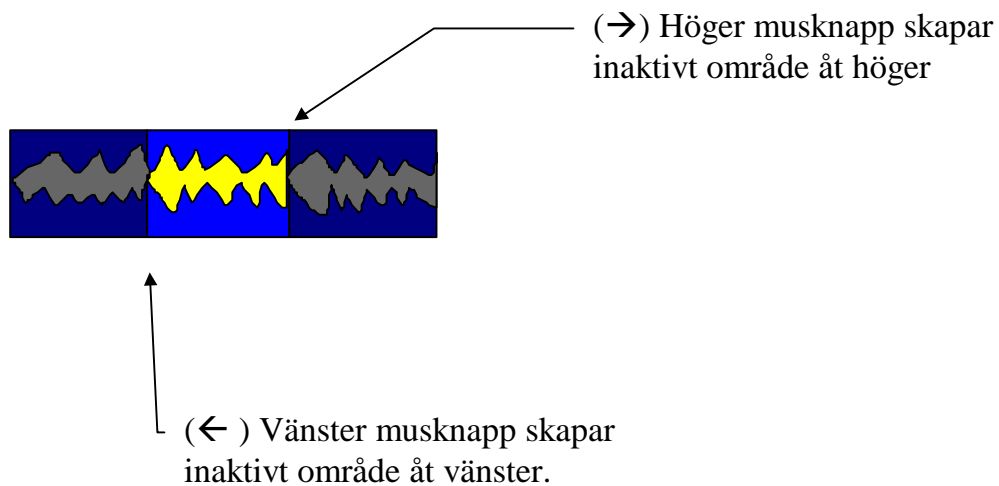 (→) Höger musknapp skapar
inaktivt område åt höger
(← ) Vänster musknapp skapar
inaktivt område åt vänster.